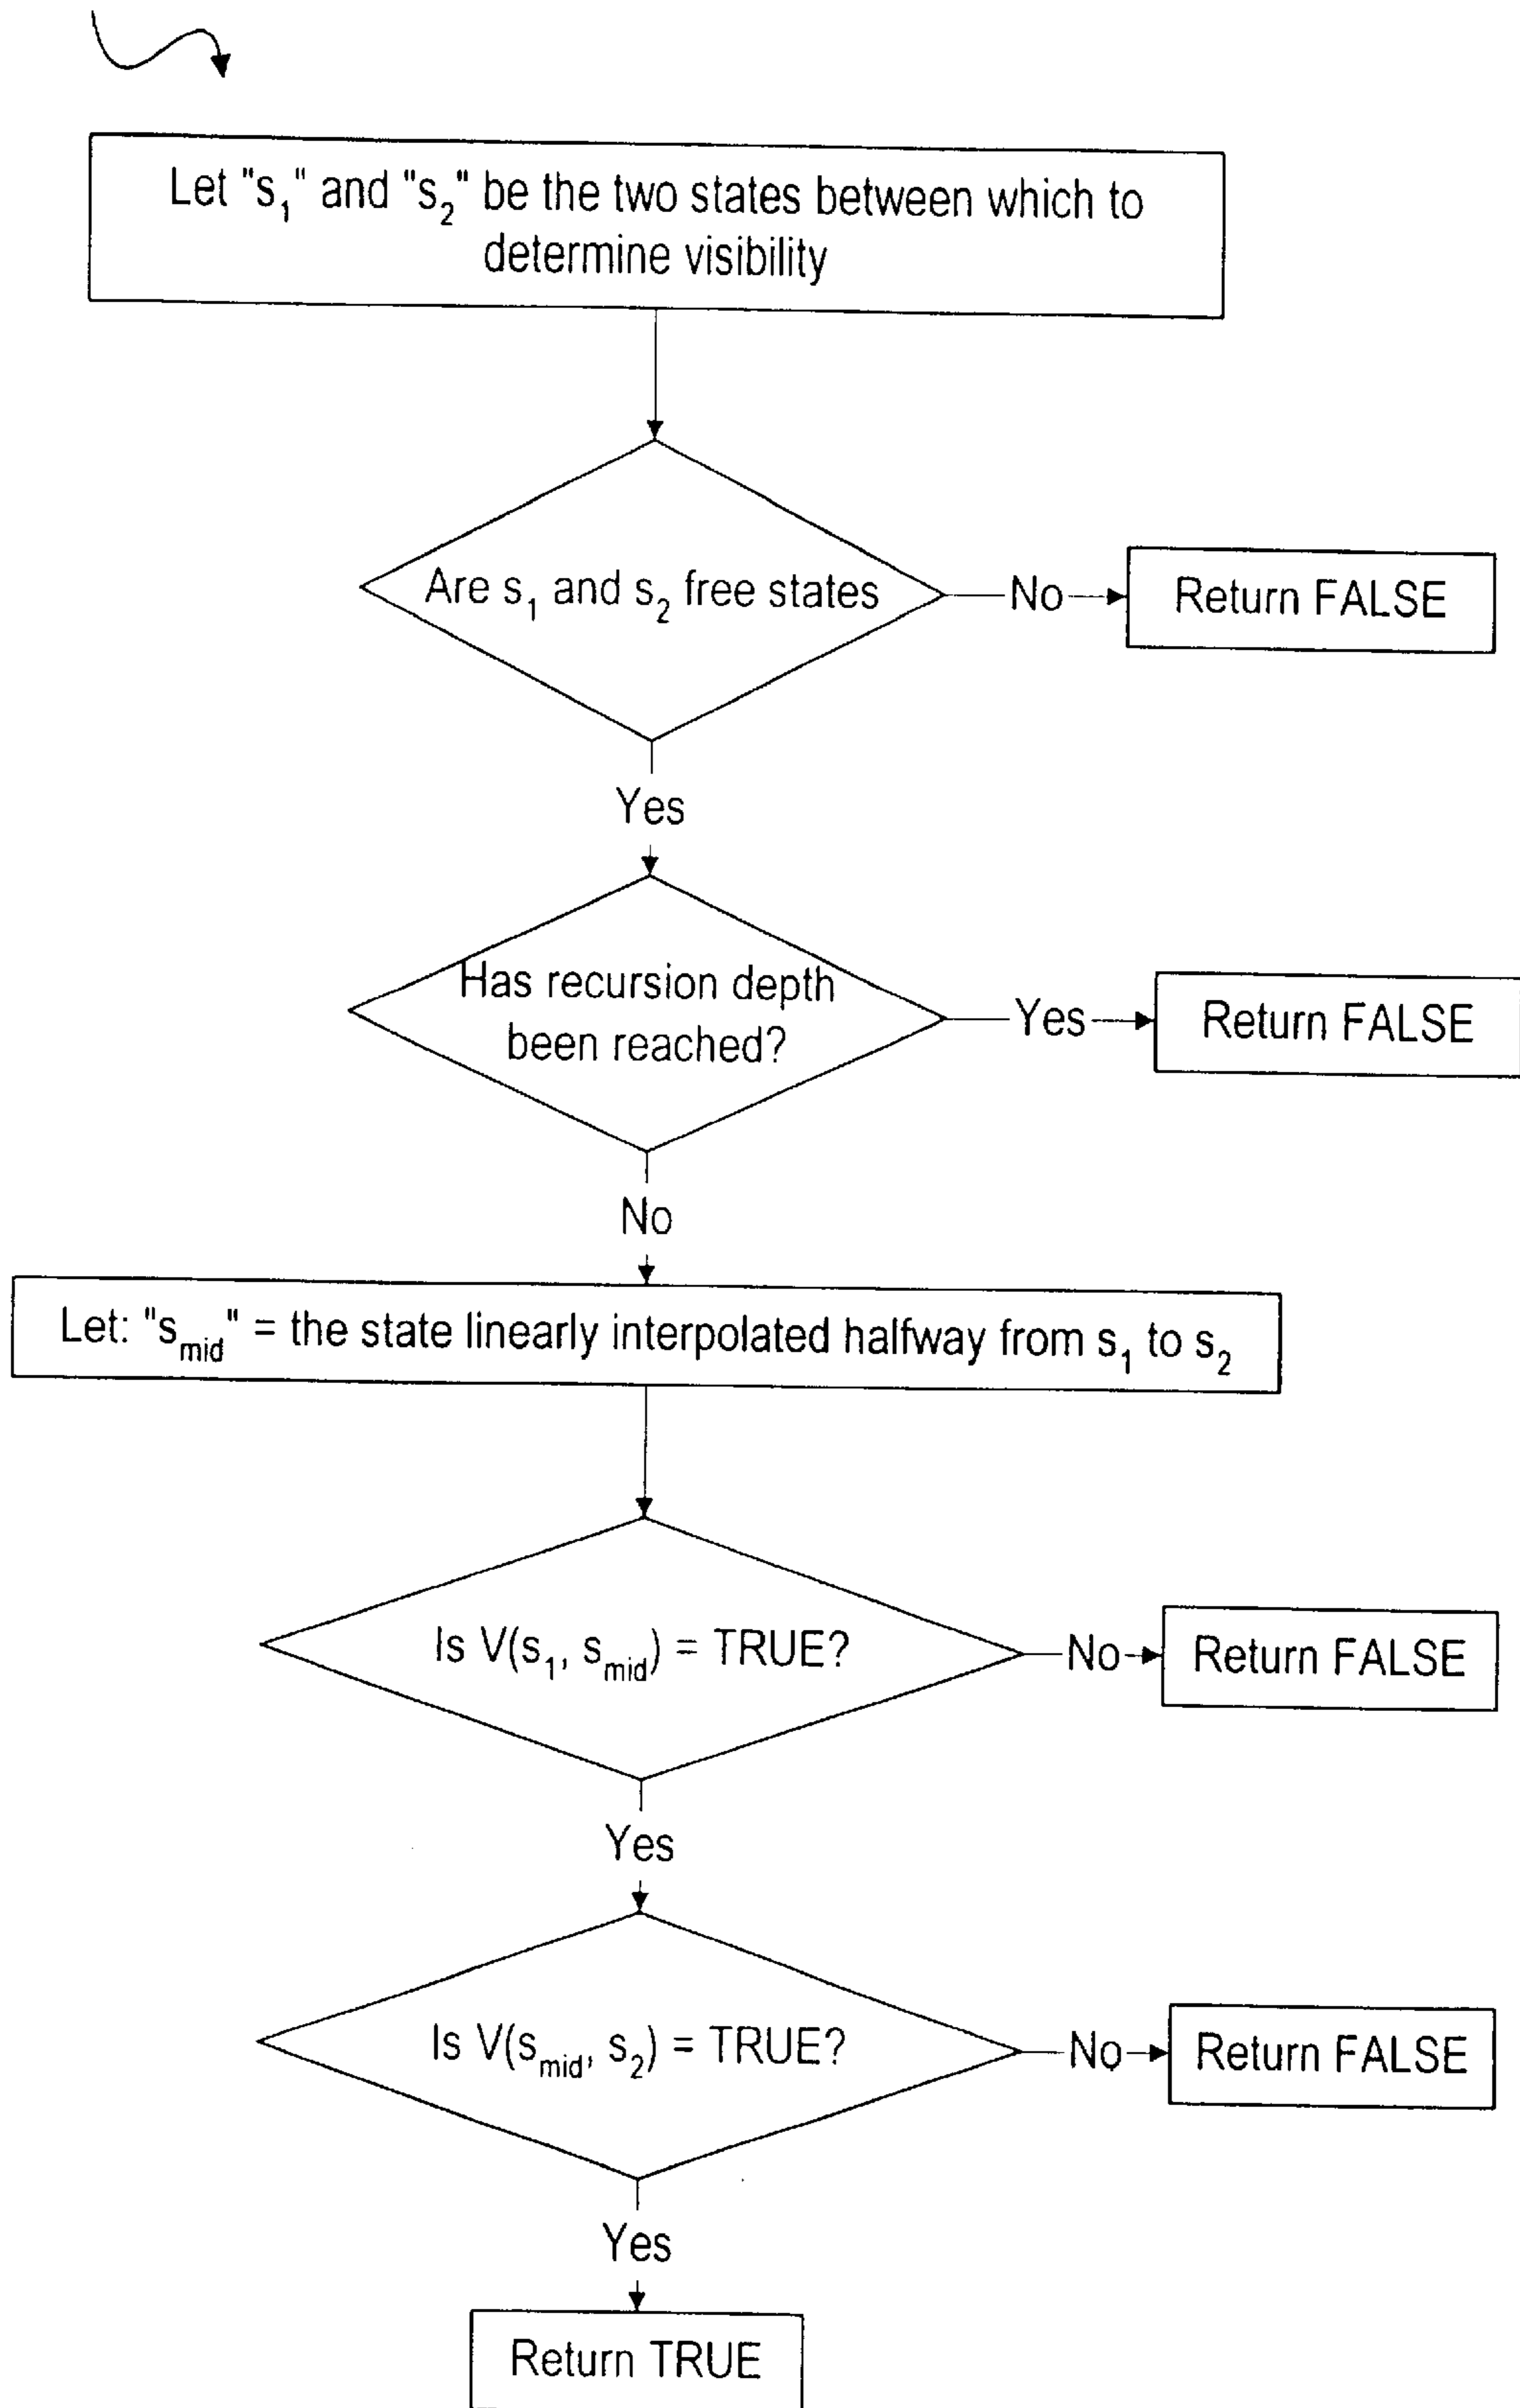 Let "s₁" and "s₂" be the two states between which to
determine visibility
Are s₁ and s₂ free states
No
Return FALSE
Yes
Has recursion depth
been reached?
Yes
Return FALSE
No
Let: "s_mid" = the state linearly interpolated halfway from s₁ to s₂
Is V(s₁, s_mid) = TRUE?
No
Return FALSE
Yes
Is V(s_mid, s₂) = TRUE?
No
Return FALSE
Yes
Return TRUE